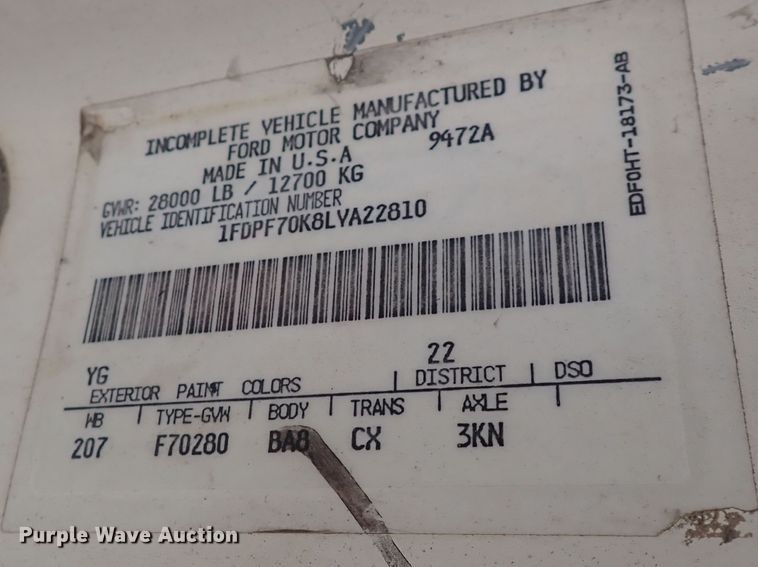 INCOMPLETE VEHICLE MANUFACTURED BY
FORD MOTOR COMPANY
MADE IN U.S.A 9472A
GVWR: 28000 LB / 12700 KG
VEHICLE IDENTIFICATION NUMBER
1FDPF70K8LYA22810
EDF0HT-18173-AB
YG 22
EXTERIOR PAINT COLORS DISTRICT DSO
WB TYPE-GVW BODY TRANS AXLE
207 F70280 BA8 CX 3KN
Purple Wave Auction